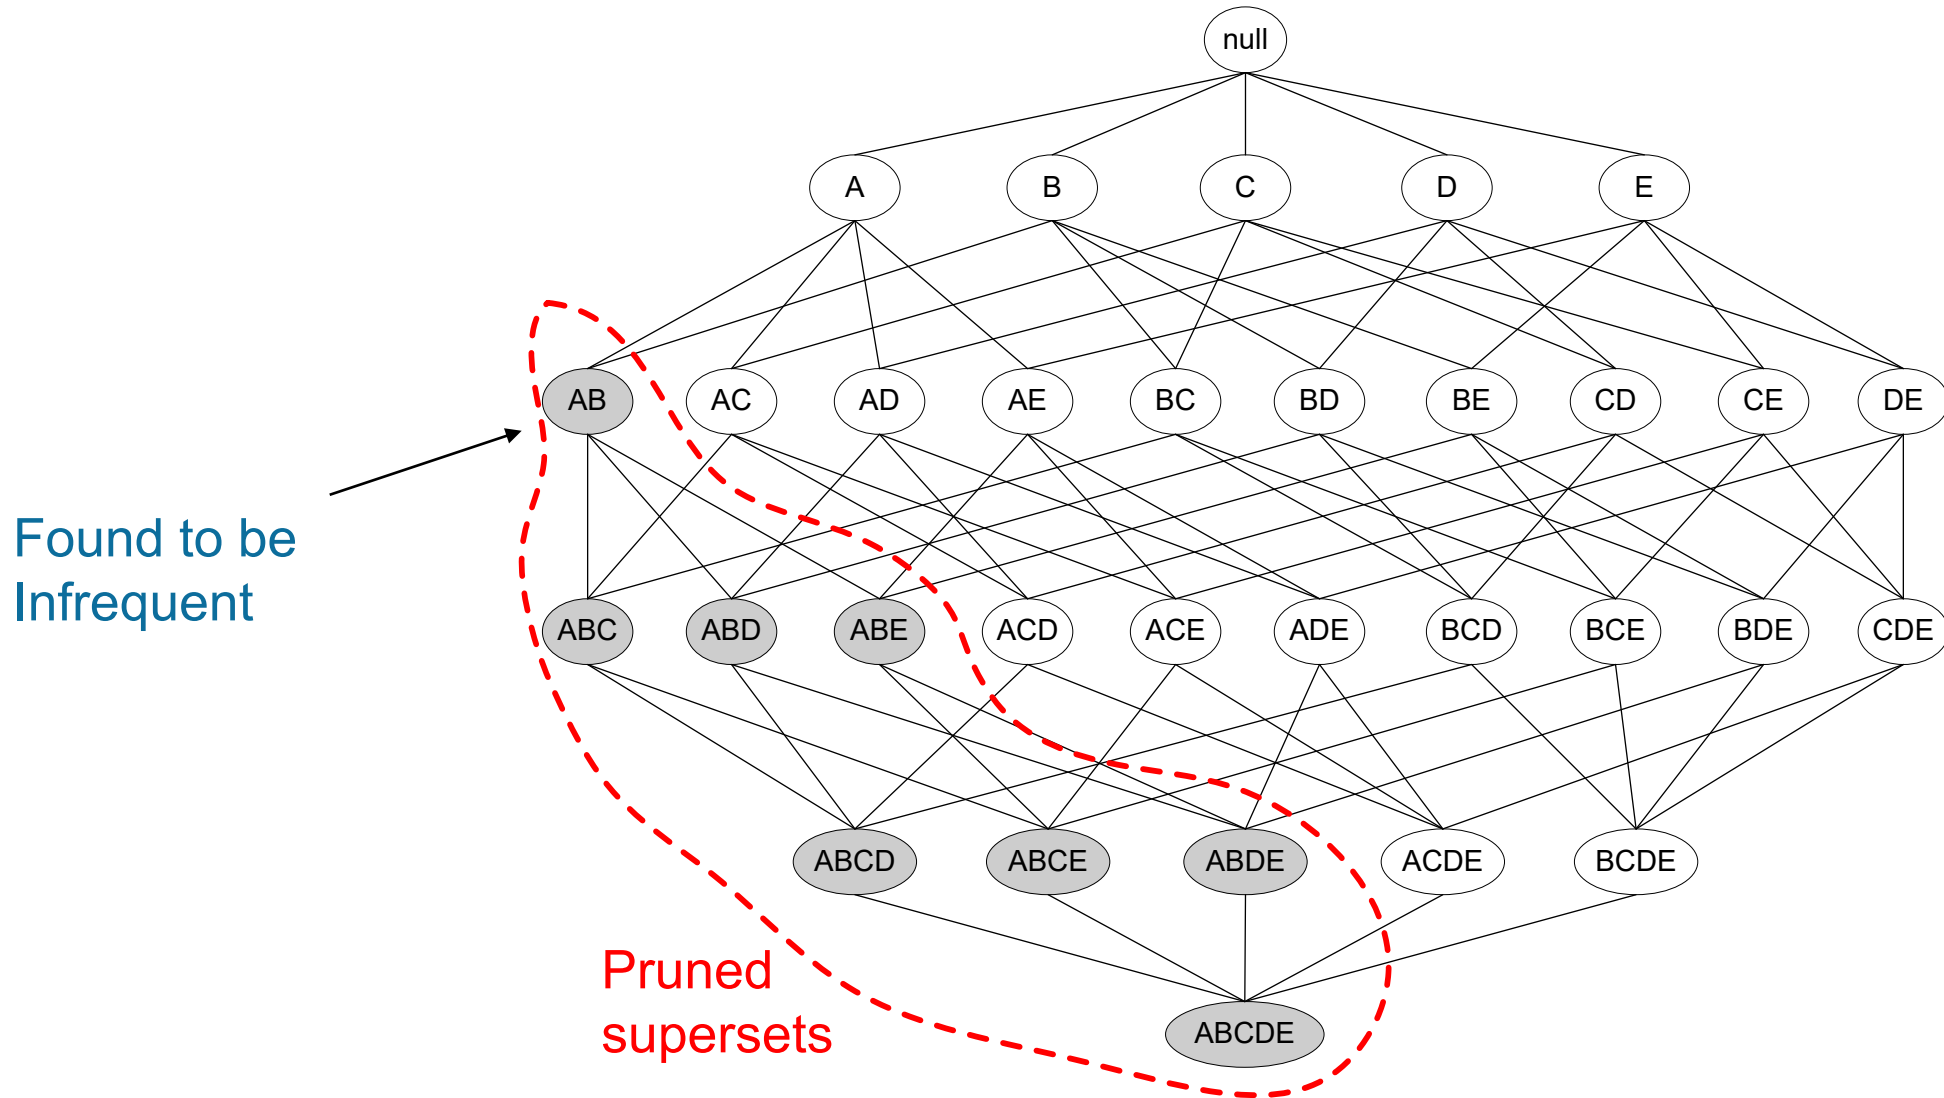 null
A B C D E
AB AC AD AE BC BD BE CD CE DE
Found to be
Infrequent
ABC ABD ABE ACD ACE ADE BCD BCE BDE CDE
ABCD ABCE ABDE ACDE BCDE
Pruned
supersets
ABCDE